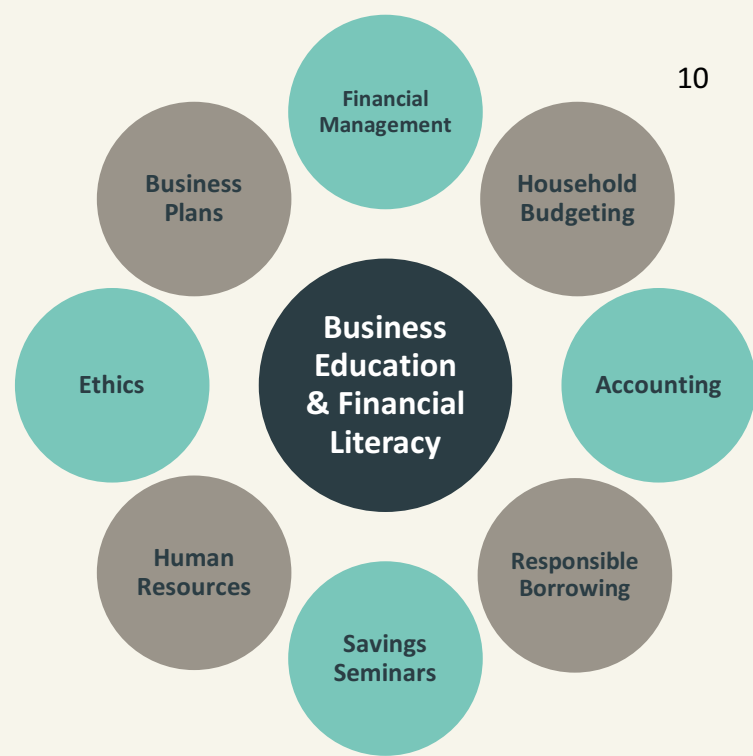 Financial
Management
10
Business
Plans
Household
Budgeting
Business
Education
& Financial
Literacy
Ethics
Accounting
Human
Resources
Responsible
Borrowing
Savings
Seminars